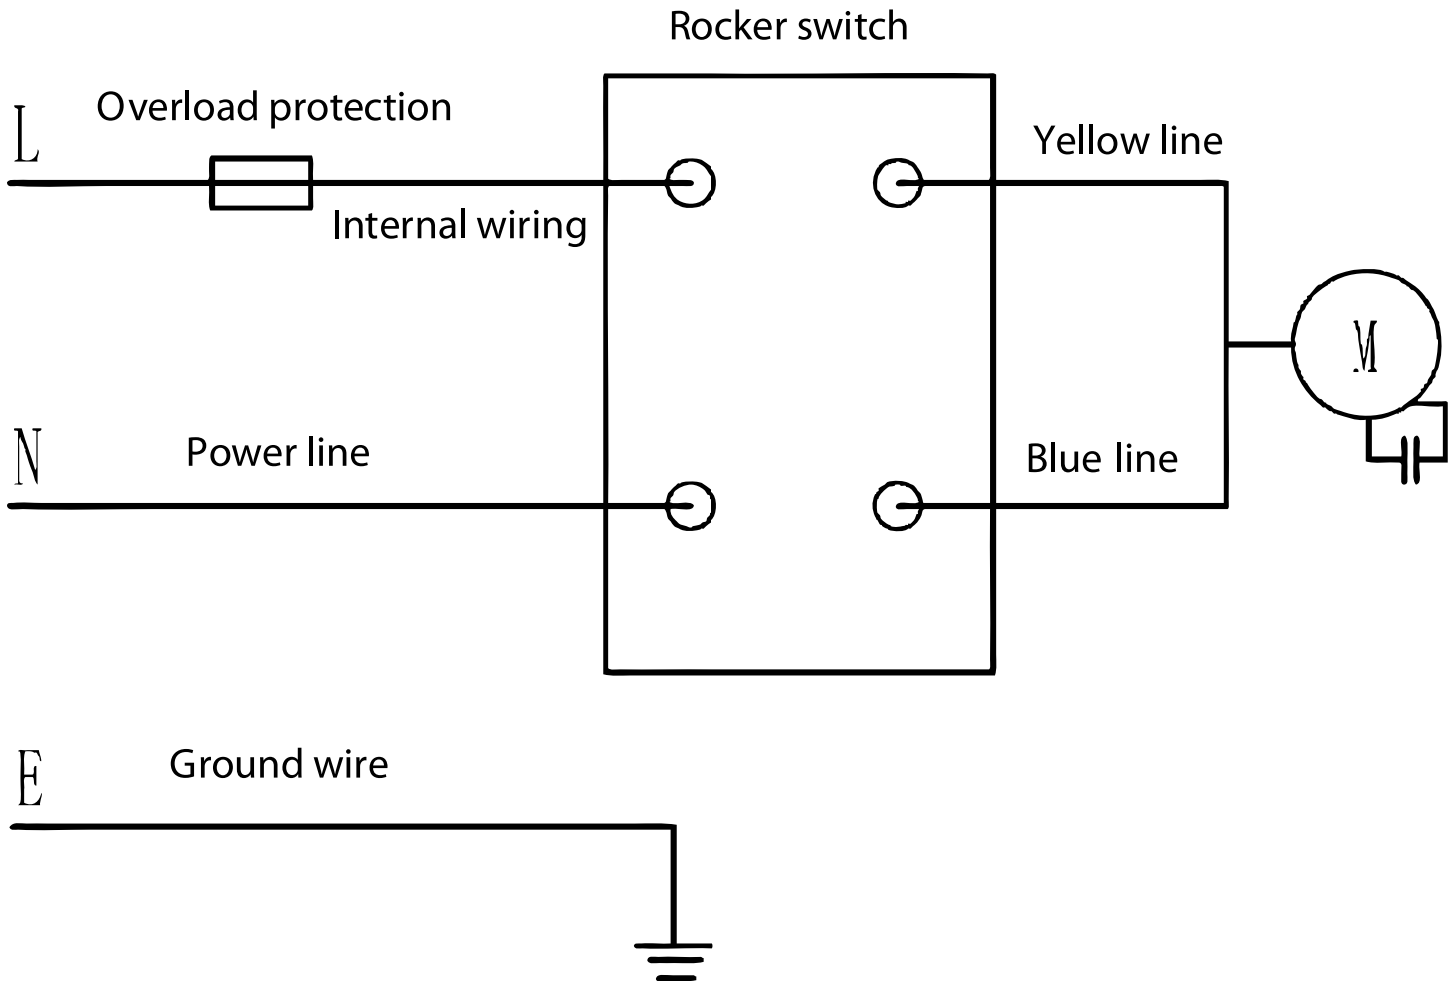 Rocker switch
L
Overload protection
Yellow line
Internal wiring
M
N
Power line
Blue line
E
Ground wire